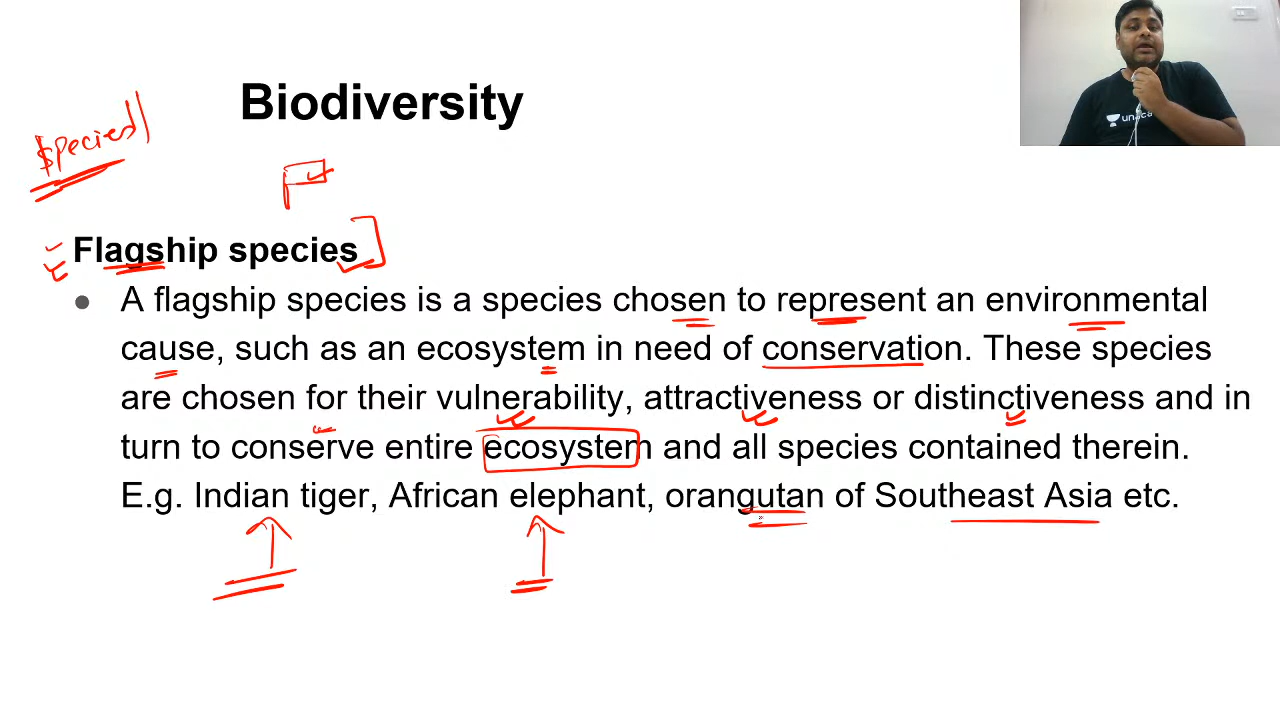 Biodiversity
Species
Flagship species
● A flagship species is a species chosen to represent an environmental
cause, such as an ecosystem in need of conservation. These species
are chosen for their vulnerability, attractiveness or distinctiveness and in
turn to conserve entire ecosystem and all species contained therein.
E.g. Indian tiger, African elephant, orangutan of Southeast Asia etc.